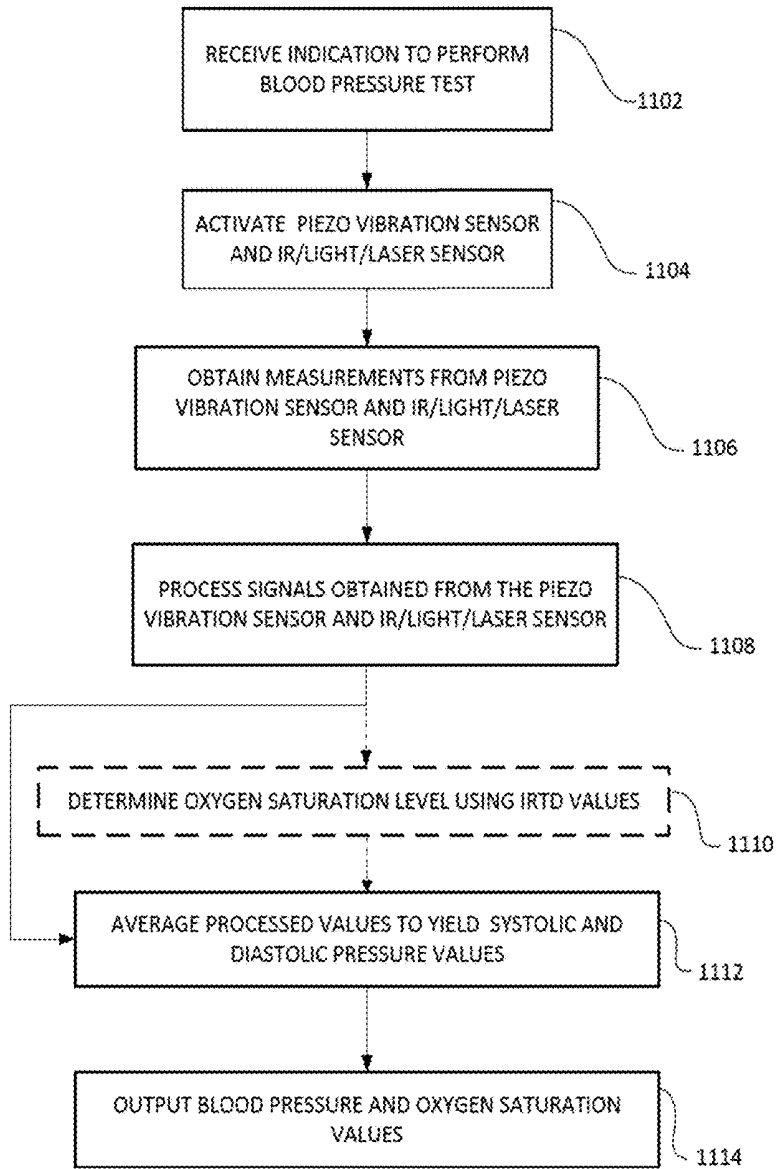 RECEIVE INDICATION TO PERFORM
BLOOD PRESSURE TEST
1102
ACTIVATE PIEZO VIBRATION SENSOR
AND IR/LIGHT/LASER SENSOR
1104
OBTAIN MEASUREMENTS FROM PIEZO
VIBRATION SENSOR AND IR/LIGHT/LASER
SENSOR
1106
PROCESS SIGNALS OBTAINED FROM THE PIEZO
VIBRATION SENSOR AND IR/LIGHT/LASER SENSOR
1108
DETERMINE OXYGEN SATURATION LEVEL USING IRTD VALUES
1110
AVERAGE PROCESSED VALUES TO YIELD SYSTOLIC AND
DIASTOLIC PRESSURE VALUES
1112
OUTPUT BLOOD PRESSURE AND OXYGEN SATURATION
VALUES
1114